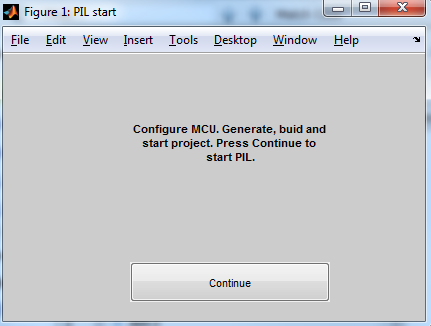 Figure 1: PIL start
File Edit View Insert Tools Desktop Window Help
Configure MCU. Generate, buid and
start project. Press Continue to
start PIL.
Continue